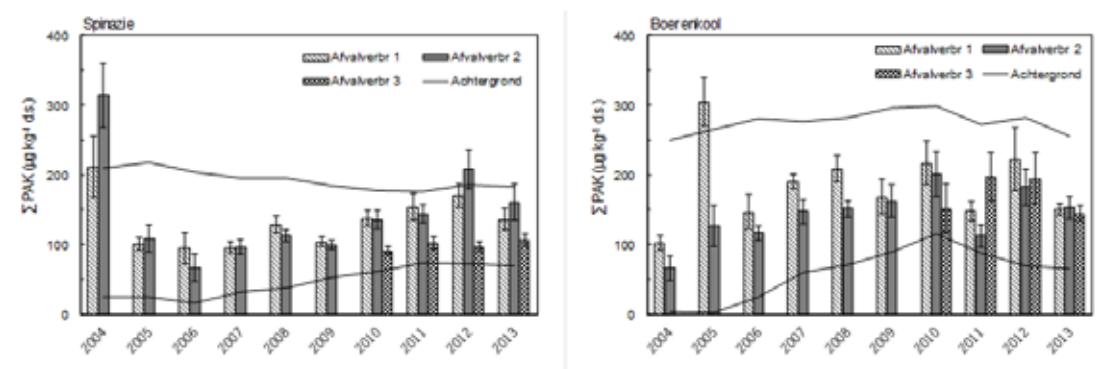 Spinazie
400
300
200
100
0
∑ PAK (µg kg⁻¹ d.s.)
Afvalverbr 1 Afvalverbr 2
Afvalverbr 3 Achtergrond
2004 2005 2006 2007 2008 2009 2010 2011 2012 2013
Boerenkool
400
300
200
100
0
∑ PAK (µg kg⁻¹ d.s.)
Afvalverbr 1 Afvalverbr 2
Afvalverbr 3 Achtergrond
2004 2005 2006 2007 2008 2009 2010 2011 2012 2013